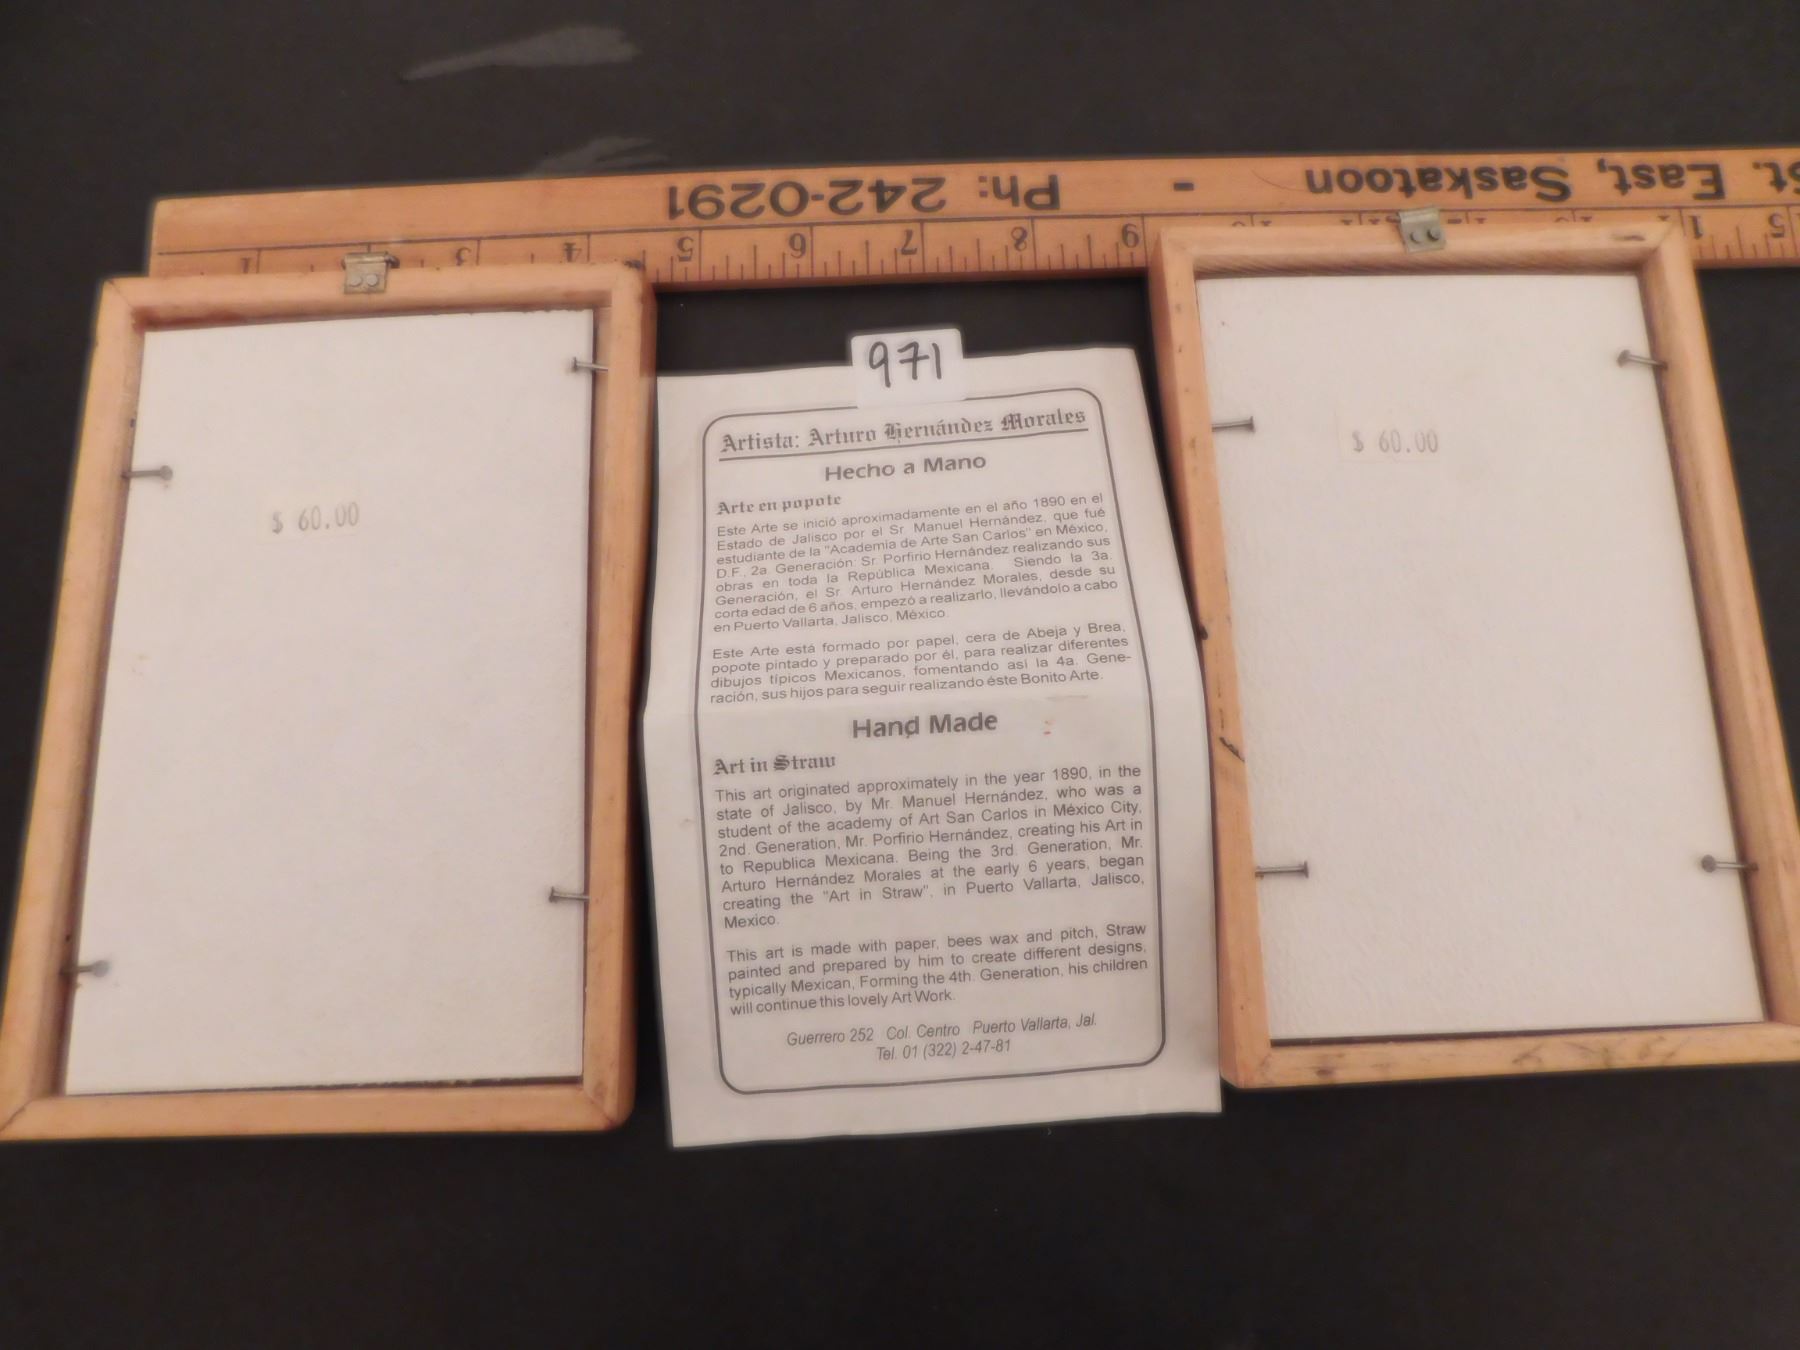 St. East, Saskatoon - Ph: 242-0291
1
3
4
5
6
7
8
9
$ 60.00
971
Artista: Arturo Hernández Morales
Hecho a Mano
Arte en popote
Este Arte se inició aproximadamente en el año 1890 en el
Estado de Jalisco por el Sr. Manuel Hernández, que fué
estudiante de la "Academia de Arte San Carlos" en México,
D.F., 2a. Generación: Sr. Porfirio Hernández realizando sus
obras en toda la República Mexicana. Siendo la 3a.
Generación, el Sr. Arturo Hernández Morales, desde su
corta edad de 6 años, empezó a realizarlo, llevándolo a cabo
en Puerto Vallarta, Jalisco, México.
Este Arte está formado por papel, cera de Abeja y Brea,
popote pintado y preparado por él, para realizar diferentes
dibujos típicos Mexicanos, fomentando asi la 4a. Gene-
ración, sus hijos para seguir realizando éste Bonito Arte.
Hand Made
Art in Straw
This art originated approximately in the year 1890, in the
state of Jalisco, by Mr. Manuel Hernández, who was a
student of the academy of Art San Carlos in México City,
2nd. Generation, Mr. Porfirio Hernández, creating his Art in
to Republica Mexicana. Being the 3rd. Generation, Mr.
Arturo Hernández Morales at the early 6 years, began
creating the "Art in Straw", in Puerto Vallarta, Jalisco,
Mexico.
This art is made with paper, bees wax and pitch, Straw
painted and prepared by him to create different designs,
typically Mexican, Forming the 4th. Generation, his children
will continue this lovely Art Work.
Guerrero 252 Col. Centro Puerto Vallarta, Jal.
Tel. 01 (322) 2-47-81
$ 60.00